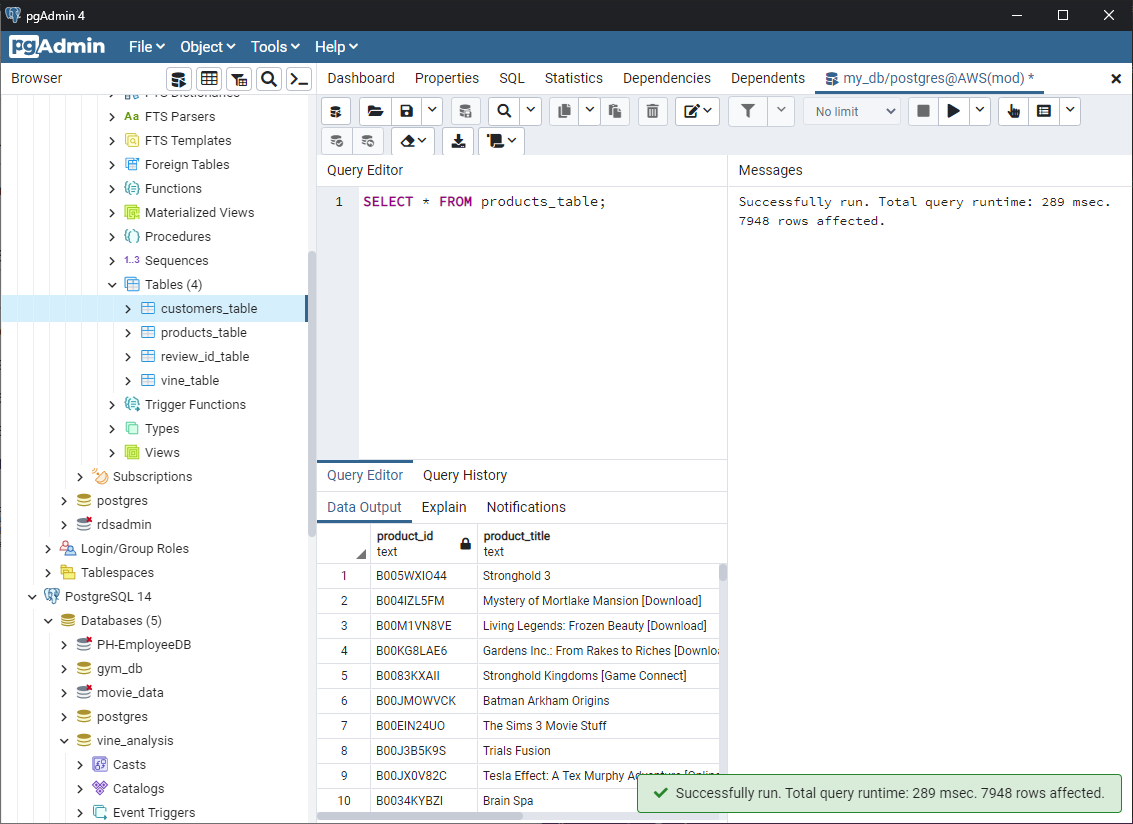 pgAdmin 4
pgAdmin File Object Tools Help
Browser
Dashboard Properties SQL Statistics Dependencies Dependents my_db/postgres@AWS(mod) *
No limit
FTS Dictionaries
Aa FTS Parsers
FTS Templates
Foreign Tables
Functions
Materialized Views
Procedures
1..3 Sequences
Tables (4)
customers_table
products_table
review_id_table
vine_table
Trigger Functions
Types
Views
Subscriptions
postgres
rdsadmin
Login/Group Roles
Tablespaces
PostgreSQL 14
Databases (5)
PH-EmployeeDB
gym_db
movie_data
postgres
vine_analysis
Casts
Catalogs
Event Triggers
Query Editor
1 SELECT * FROM products_table;
Messages
Successfully run. Total query runtime: 289 msec.
7948 rows affected.
Query Editor Query History
Data Output Explain Notifications
product_id product_title
text text
1 B005WXIO44 Stronghold 3
2 B004IZL5FM Mystery of Mortlake Mansion [Download]
3 B00M1VN8VE Living Legends: Frozen Beauty [Download]
4 B00KG8LAE6 Gardens Inc.: From Rakes to Riches [Downloa
5 B0083KXAII Stronghold Kingdoms [Game Connect]
6 B00JMOWVCK Batman Arkham Origins
7 B00EIN24UO The Sims 3 Movie Stuff
8 B00J3B5K9S Trials Fusion
9 B00JX0V82C Tesla Effect: A Tex Murphy Adventure [Online
10 B0034KYBZI Brain Spa
Successfully run. Total query runtime: 289 msec. 7948 rows affected.